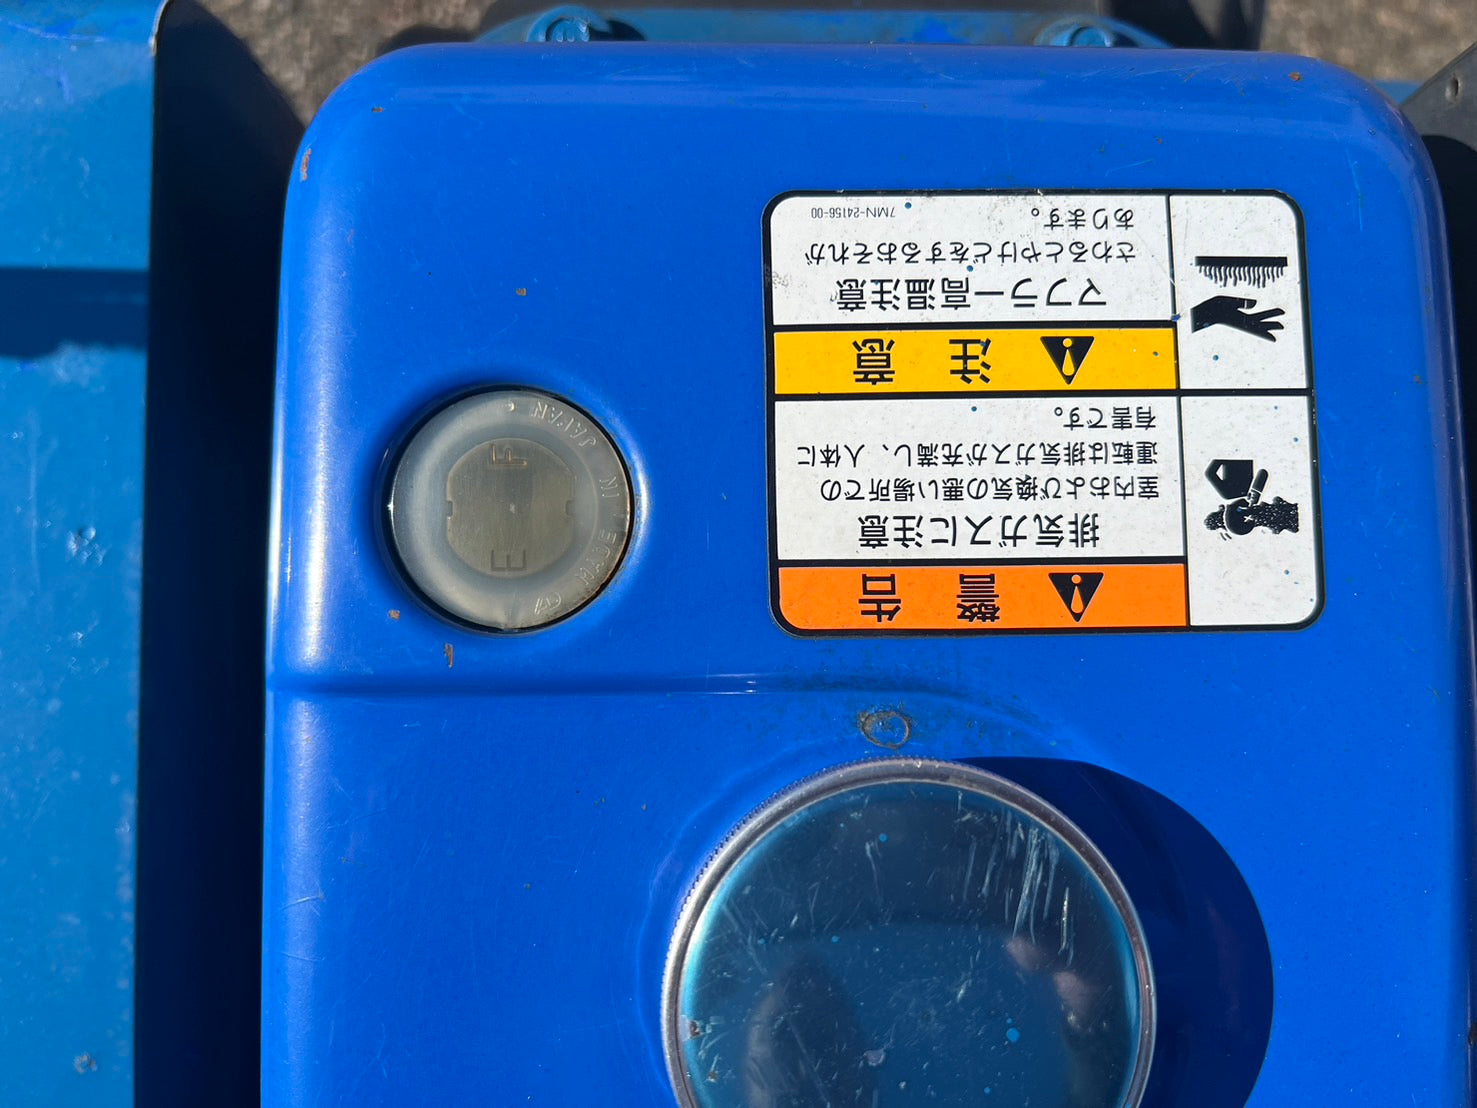 警告
排気ガスに注意
室内および換気の悪い場所での
運転は排気ガスが充満し、人体に
有害です。
注意
マフラー高温注意
さわるとやけどをするおそれが
あります。
7MN-24156-00
F
E
MADE IN JAPAN